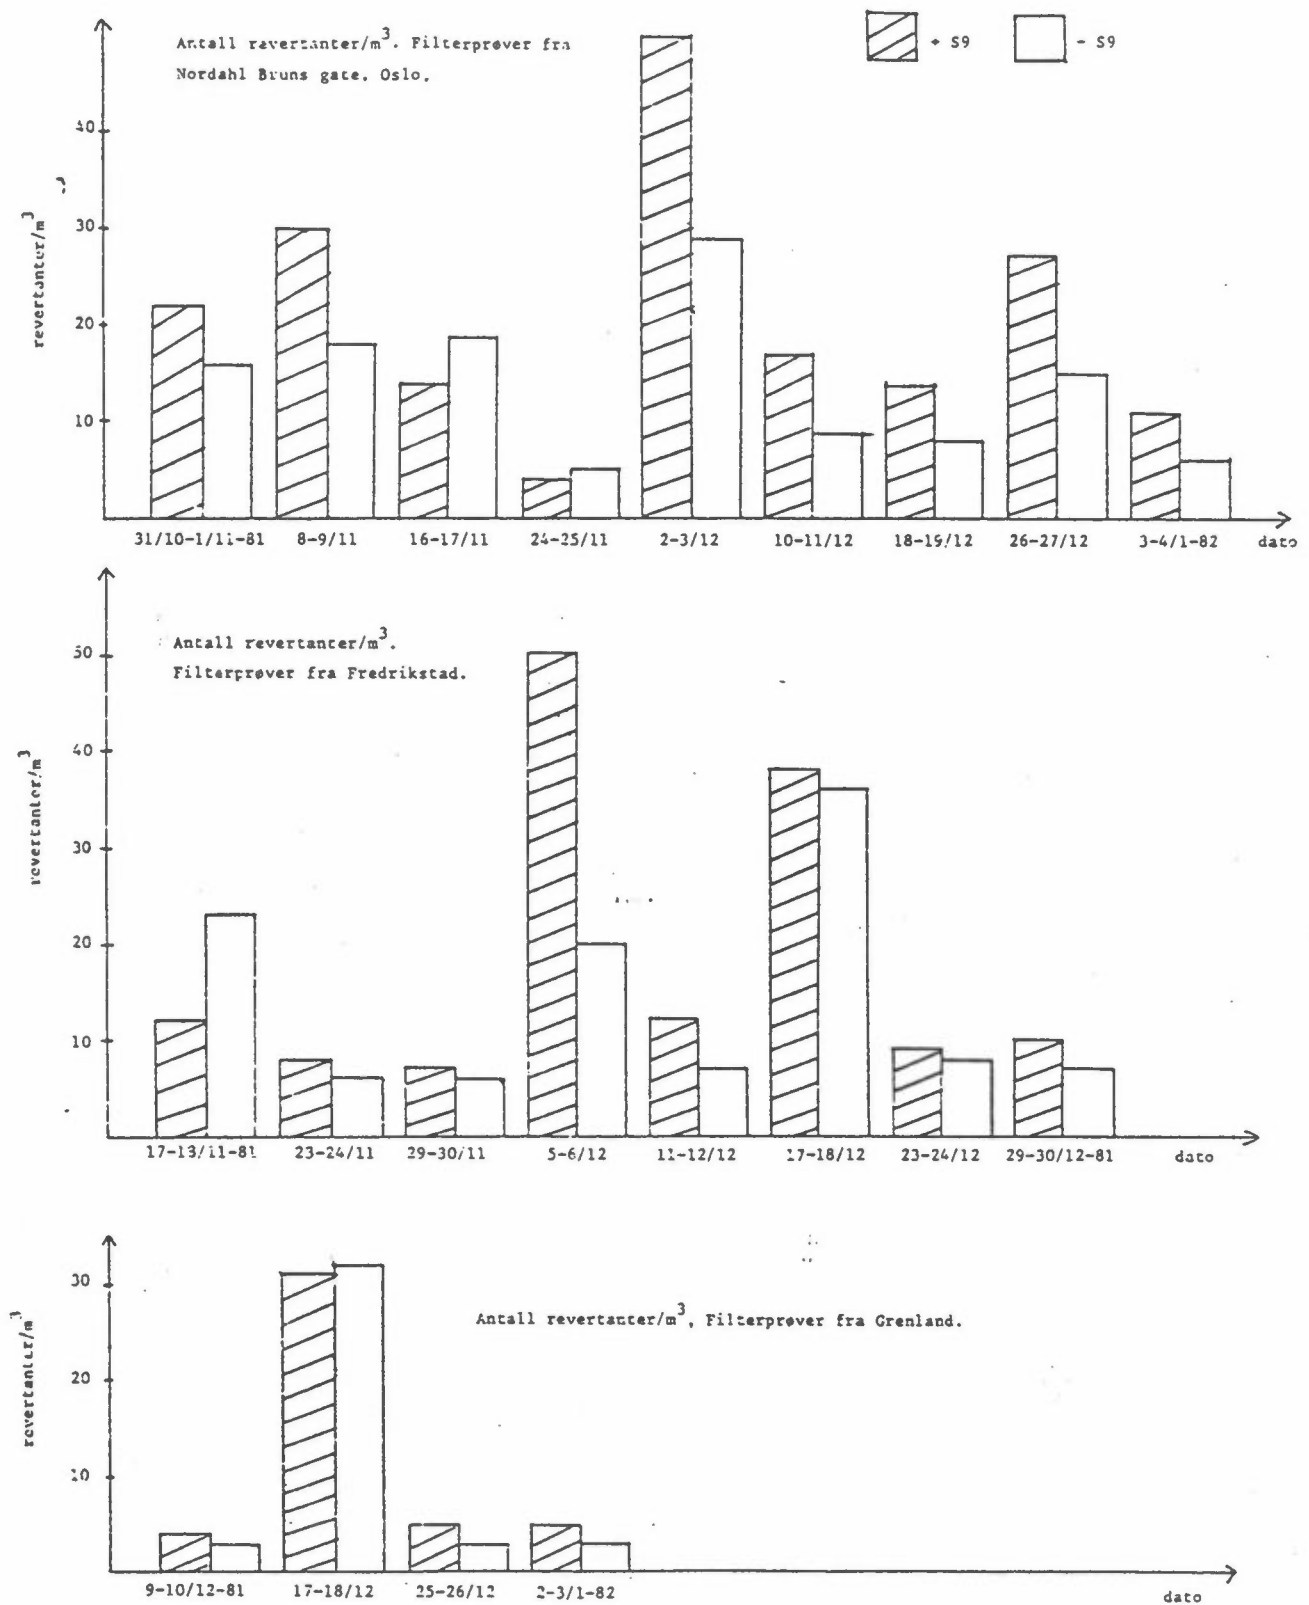 Antall revertanter/m³. Filterprøver fra
Nordahl Bruns gate. Oslo.
+ S9
- S9
revertanter/m³
40
30
20
10
31/10-1/11-81 8-9/11 16-17/11 24-25/11 2-3/12 10-11/12 18-19/12 26-27/12 3-4/1-82 dato
Antall revertanter/m³.
Filterprøver fra Fredrikstad.
revertanter/m³
50
40
30
20
10
17-13/11-81 23-24/11 29-30/11 5-6/12 11-12/12 17-18/12 23-24/12 29-30/12-81 dato
Antall revertanter/m³, Filterprøver fra Grenland.
revertanter/m³
30
20
10
9-10/12-81 17-18/12 25-26/12 2-3/1-82 dato